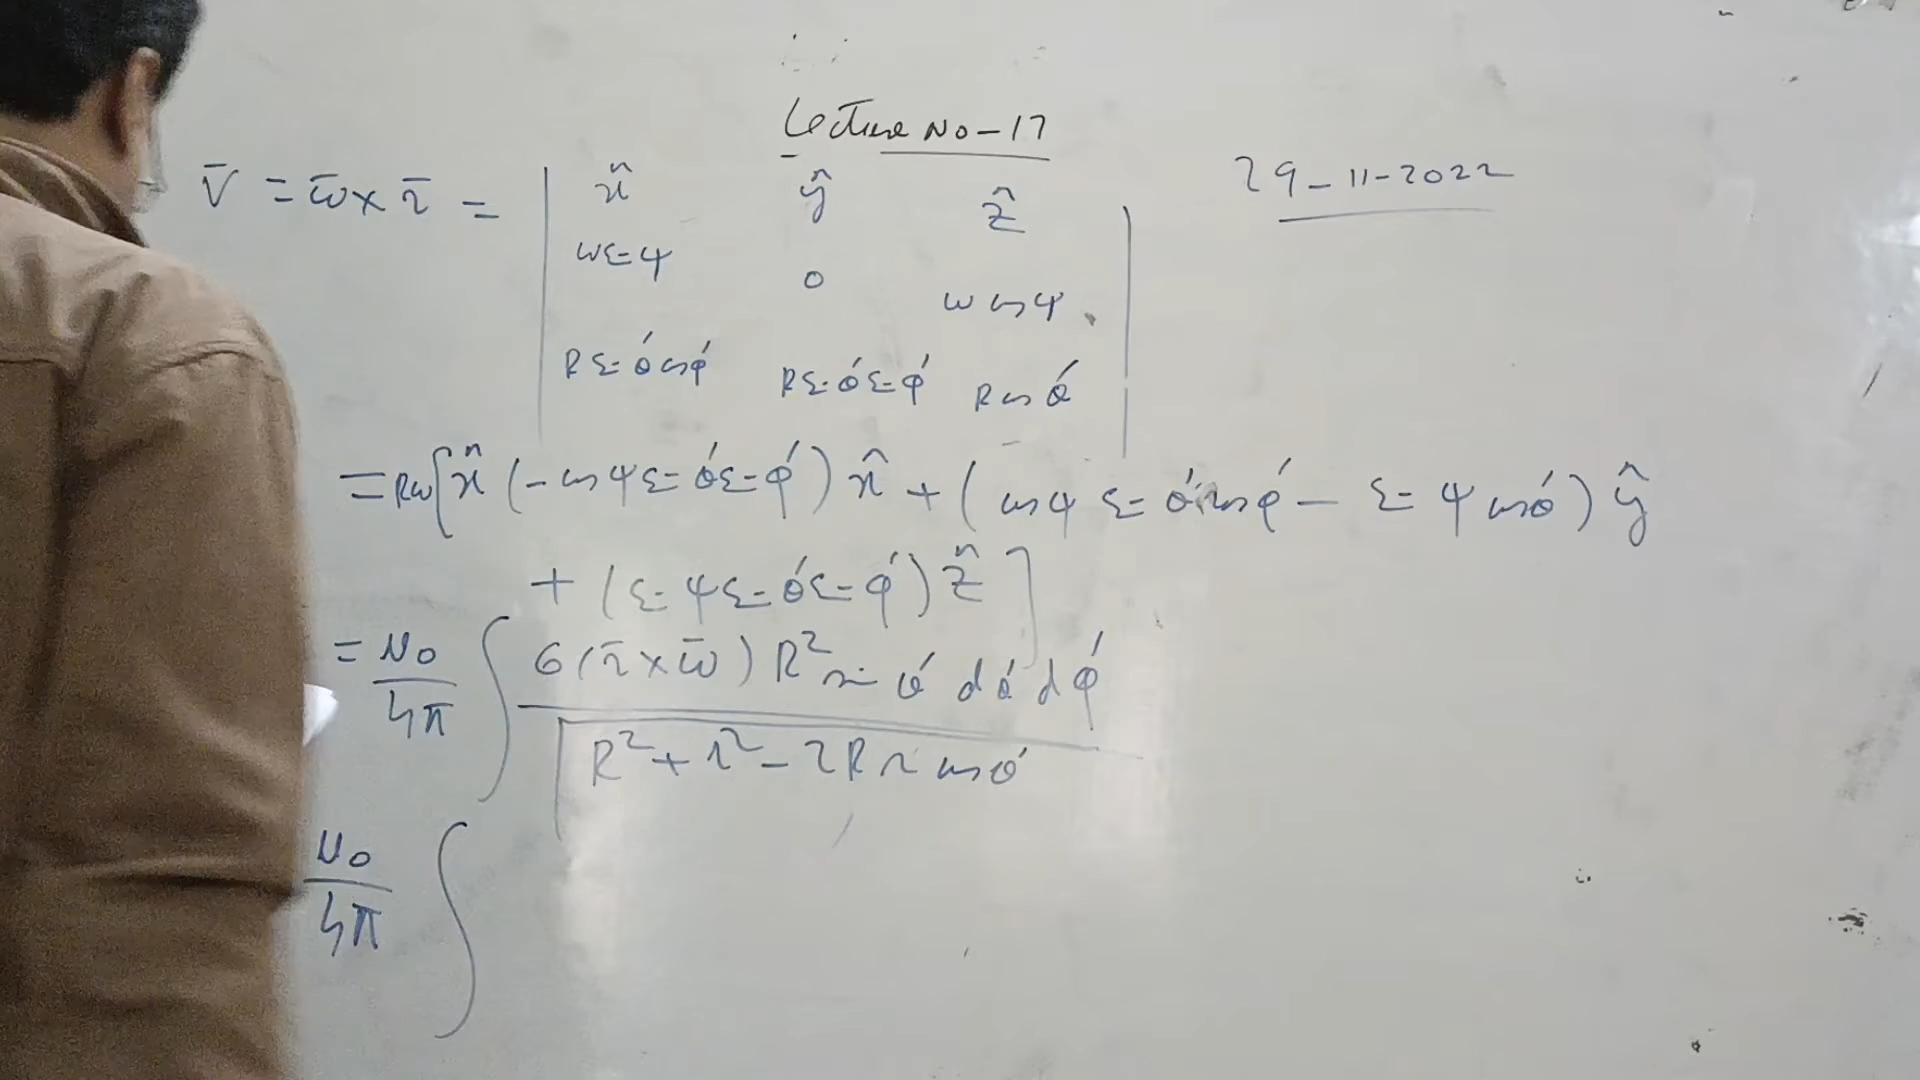 Lecture No-17
29-11-2022
V̄ = ω̄ × r̄ = | x̂ ŷ ẑ |
ω sin ψ 0 ω cos ψ
R sin θ́ cos φ́ R sin θ́ sin φ́ R cos θ́
= Rω[ x̂ (- cos ψ sin θ́ sin φ́) x̂ + ( cos ψ sin θ́ cos φ́ - sin ψ cos θ́) ŷ
+ (sin ψ sin θ́ sin φ́) ẑ ]
= μ0/4π ∫ σ(r̄ × ω̄) R² sin θ́ dθ́ dφ́ / √ R² + r² - 2Rr cos θ́
μ0/4π ∫